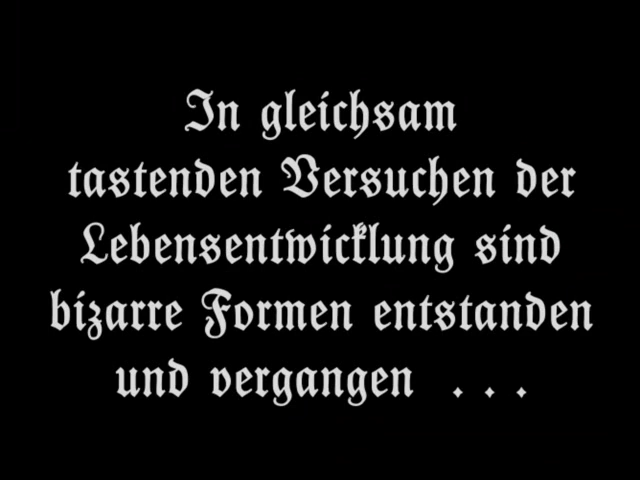 In gleichsam
tastenden Versuchen der
Lebensentwicklung sind
bizarre Formen entstanden
und vergangen . . .